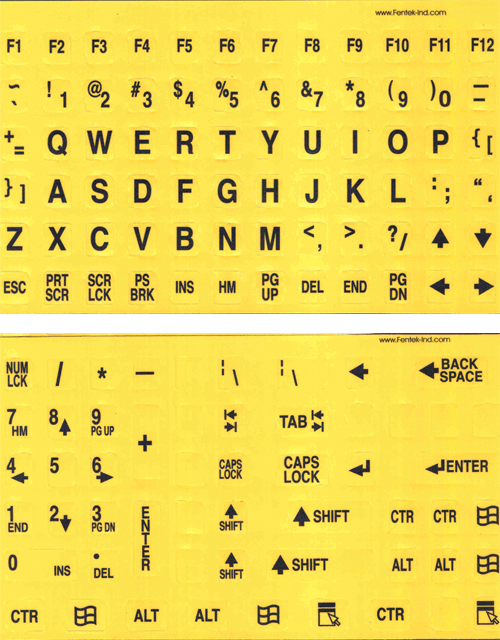 www.Fentek-Ind.com
F1 F2 F3 F4 F5 F6 F7 F8 F9 F10 F11 F12
~ ` ! 1 @ 2 # 3 $ 4 % 5 ^ 6 & 7 * 8 ( 9 ) 0 _ -
+ = Q W E R T Y U I O P { [
} ] A S D F G H J K L : ; “ ‘
Z X C V B N M < , > . ? / ↑ ↓
ESC PRT SCR SCR LCK PS BRK INS HM PG UP DEL END PG DN ← →
www.Fentek-Ind.com
NUM LCK / * – ¦ \ ¦ \ ← ← BACK SPACE
7 HM 8 ↑ 9 PG UP + TAB
4 ← 5 6 → CAPS LOCK CAPS LOCK ↵ ↵ ENTER
1 END 2 ↓ 3 PG DN ENTER ↑ SHIFT ↑ SHIFT CTR CTR
0 INS • DEL ↑ SHIFT ↑ SHIFT ALT ALT
CTR ALT ALT CTR